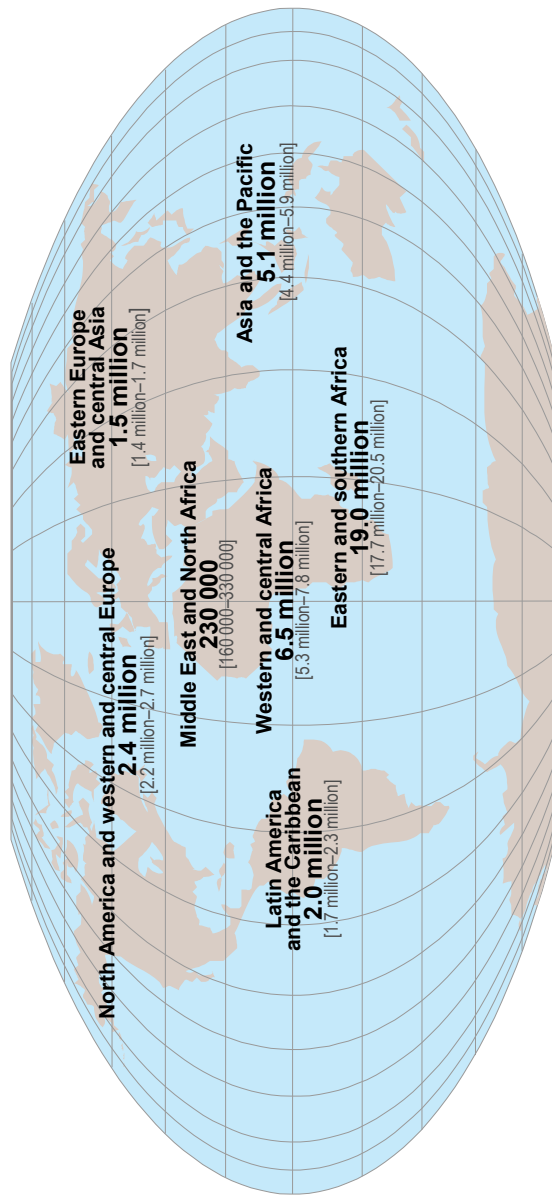 North America and western and central Europe
2.4 million
[2.2 million–2.7 million]
Eastern Europe
and central Asia
1.5 million
[1.4 million–1.7 million]
Middle East and North Africa
230 000
[160 000–330 000]
Western and central Africa
6.5 million
[5.3 million–7.8 million]
Asia and the Pacific
5.1 million
[4.4 million–5.9 million]
Latin America
and the Caribbean
2.0 million
[1.7 million–2.3 million]
Eastern and southern Africa
19.0 million
[17.7 million–20.5 million]